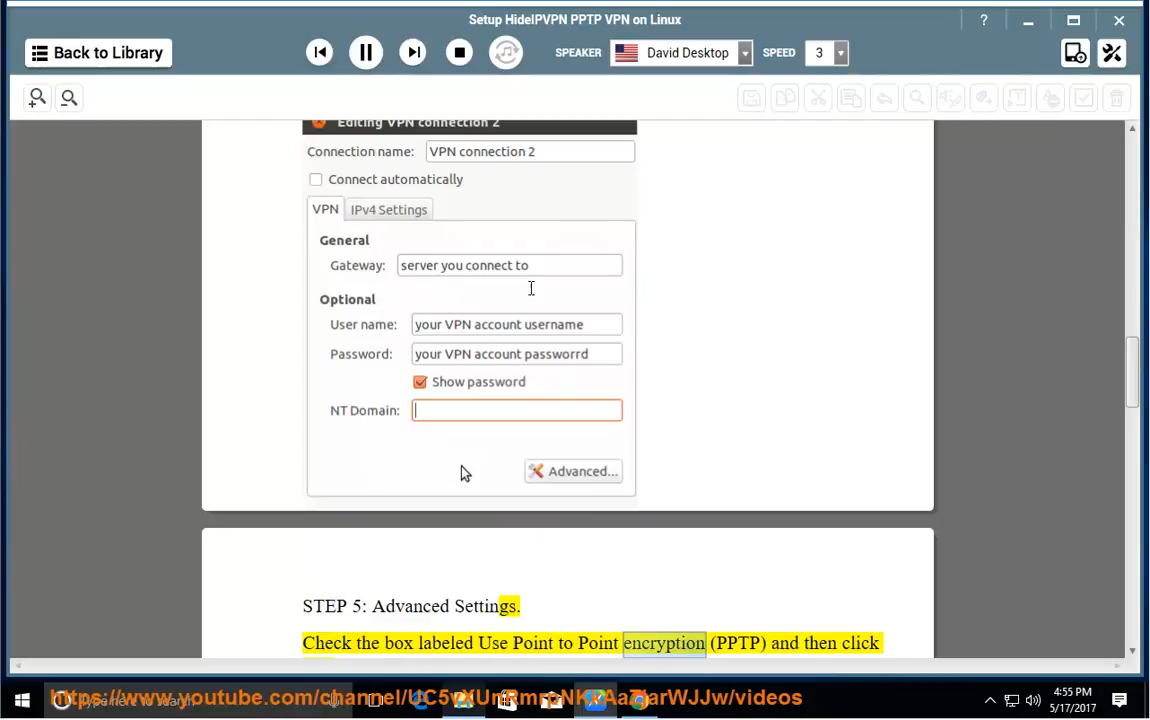 Setup HideIPVPN PPTP VPN on Linux
Back to Library
SPEAKER David Desktop SPEED 3
Editing VPN connection 2
Connection name: VPN connection 2
Connect automatically
VPN IPv4 Settings
General
Gateway: server you connect to
Optional
User name: your VPN account username
Password: your VPN account passworrd
Show password
NT Domain:
Advanced...
STEP 5: Advanced Settings.
Check the box labeled Use Point to Point encryption (PPTP) and then click
4:55 PM
5/17/2017